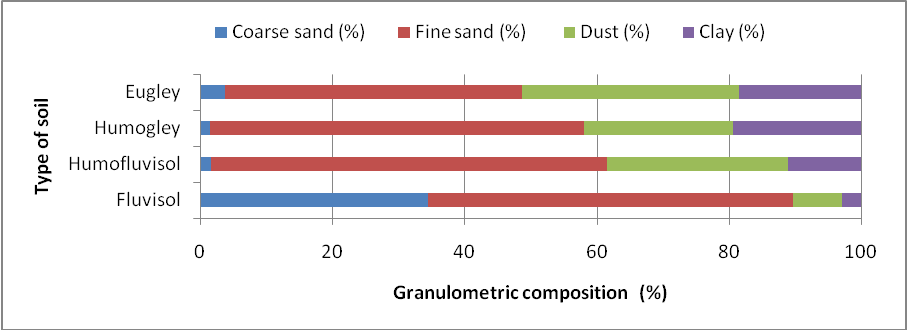 Coarse sand (%) Fine sand (%) Dust (%) Clay (%)
Type of soil
Eugley
Humogley
Humofluvisol
Fluvisol
0 20 40 60 80 100
Granulometric composition (%)